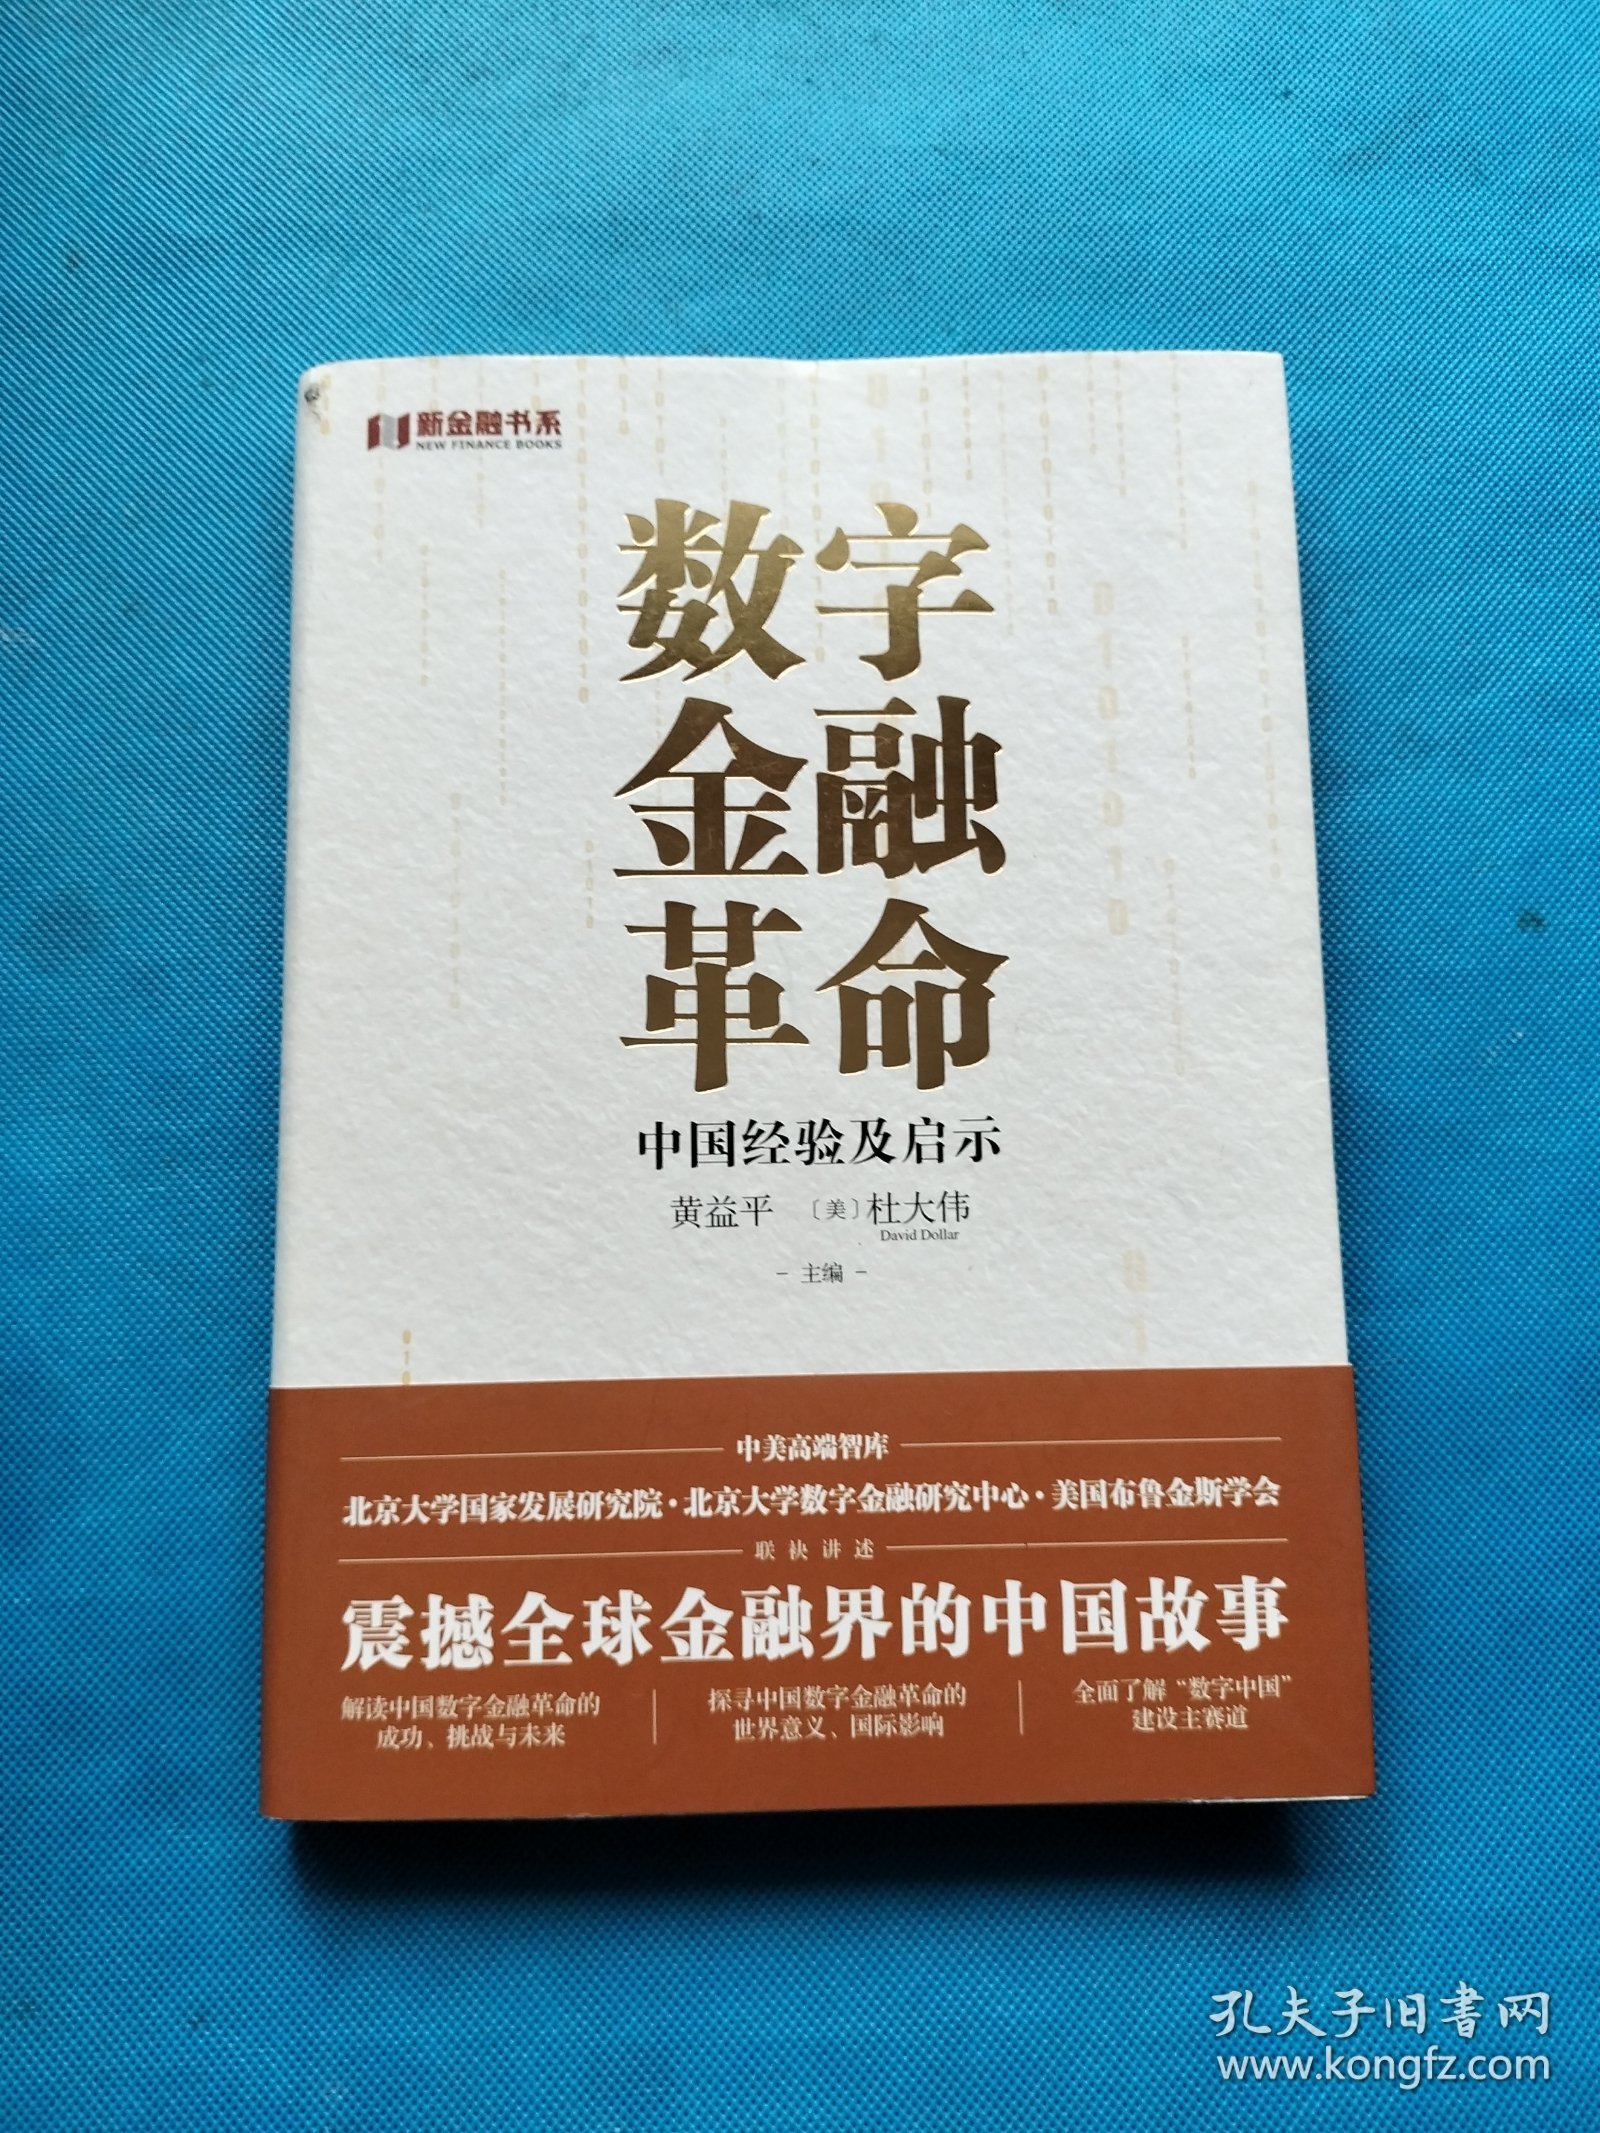 新金融书系
NEW FINANCE BOOKS
数字
金融
革命
中国经验及启示
黄益平 〔美〕杜大伟
David Dollar
- 主编 -
中美高端智库
北京大学国家发展研究院·北京大学数字金融研究中心·美国布鲁金斯学会
联袂讲述
震撼全球金融界的中国故事
解读中国数字金融革命的
成功、挑战与未来
探寻中国数字金融革命的
世界意义、国际影响
全面了解“数字中国”
建设主赛道
孔夫子旧书网
www.kongfz.com